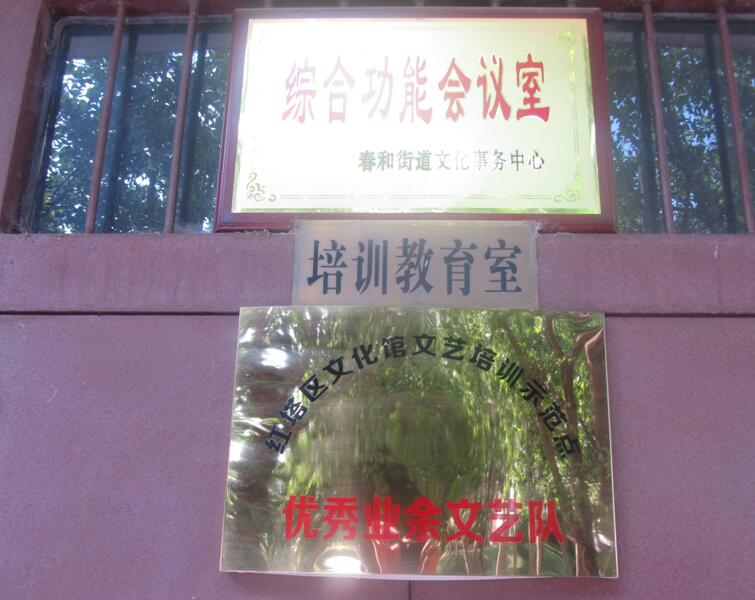 综合功能会议室
春和街道文化事务中心
培训教育室
红塔区文化馆文艺培训示范点
优秀业余文艺队